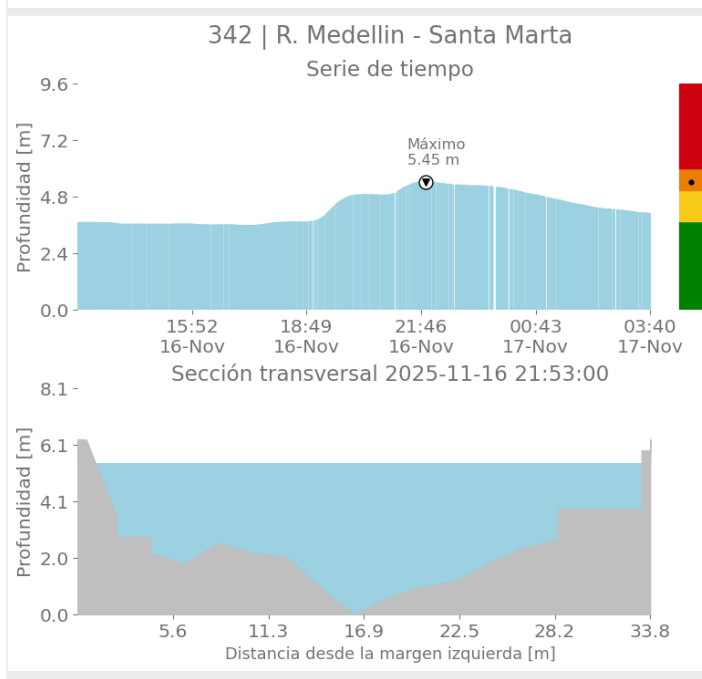 342 | R. Medellin - Santa Marta
Serie de tiempo
9.6
7.2
4.8
2.4
0.0
Profundidad [m]
Máximo
5.45 m
15:52
16-Nov
18:49
16-Nov
21:46
16-Nov
00:43
17-Nov
03:40
17-Nov
Sección transversal 2025-11-16 21:53:00
8.1
6.1
4.1
2.0
0.0
Profundidad [m]
5.6
11.3
16.9
22.5
28.2
33.8
Distancia desde la margen izquierda [m]